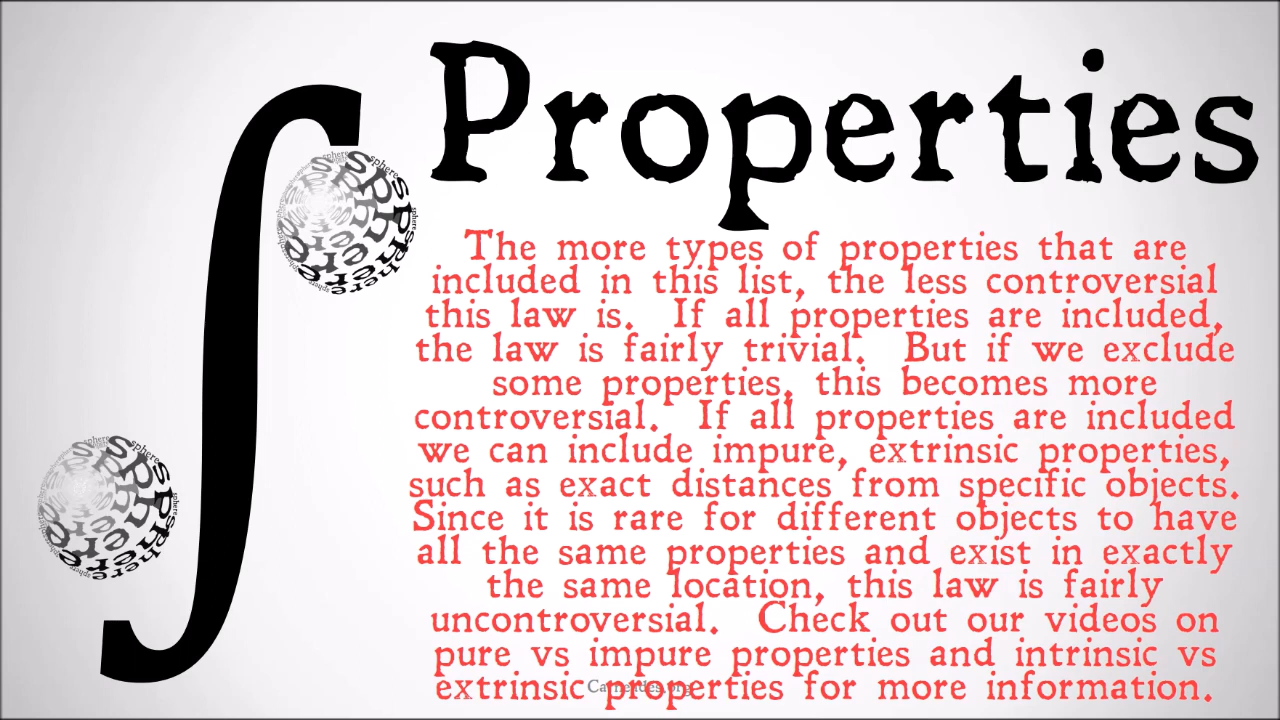 Properties
The more types of properties that are
included in this list, the less controversial
this law is. If all properties are included,
the law is fairly trivial. But if we exclude
some properties, this becomes more
controversial. If all properties are included
we can include impure, extrinsic properties,
such as exact distances from specific objects.
Since it is rare for different objects to have
all the same properties and exist in exactly
the same location, this law is fairly
uncontroversial. Check out our videos on
pure vs impure properties and intrinsic vs
extrinsic properties for more information.
Carneades.org
∫
sphere
sphere